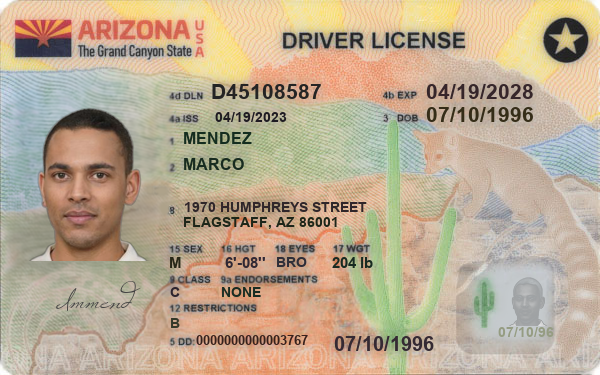 ARIZONA USA
The Grand Canyon State
DRIVER LICENSE
4d DLN D45108587 4b EXP 04/19/2028
4a ISS 04/19/2023 3 DOB 07/10/1996
1 MENDEZ
2 MARCO
8 1970 HUMPHREYS STREET
FLAGSTAFF, AZ 86001
15 SEX 16 HGT 18 EYES 17 WGT
M 6'-08" BRO 204 lb
9 CLASS 9a ENDORSEMENTS
C NONE
12 RESTRICTIONS
B
5 DD: 0000000000003767
07/10/1996
07/10/96
ARIZONA ARIZONA ARIZONA ARIZONA